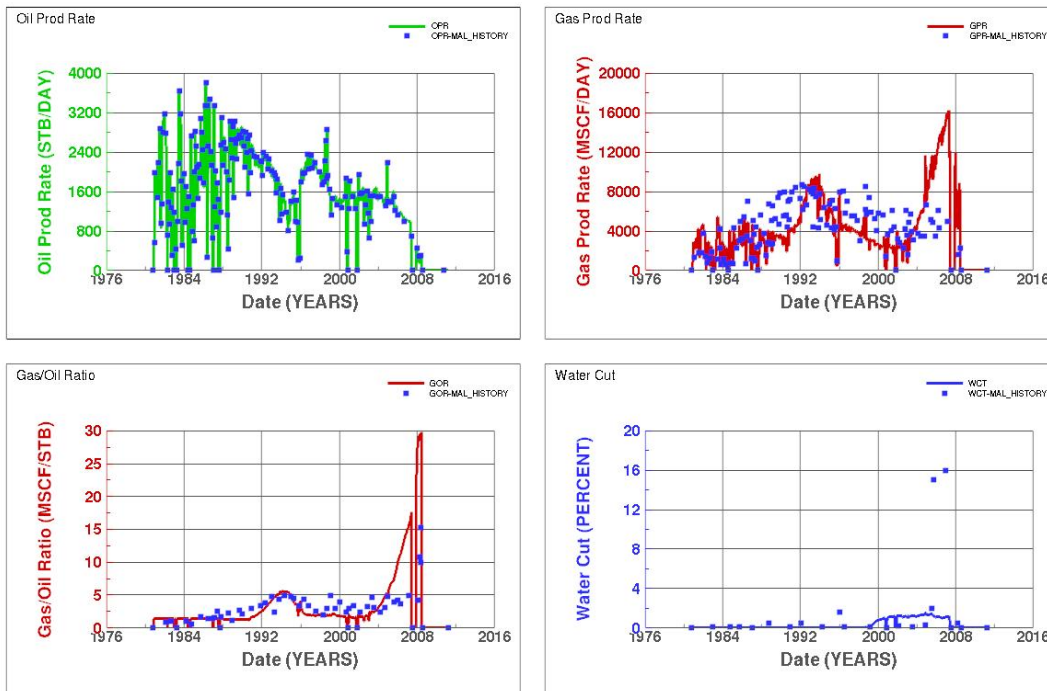 Oil Prod Rate
OPR
OPR-MAL_HISTORY
Oil Prod Rate (STB/DAY)
4000
3200
2400
1600
800
0
1976 1984 1992 2000 2008 2016
Date (YEARS)
Gas Prod Rate
GPR
GPR-MAL_HISTORY
Gas Prod Rate (MSCF/DAY)
20000
16000
12000
8000
4000
0
1976 1984 1992 2000 2008 2016
Date (YEARS)
Gas/Oil Ratio
GOR
GOR-MAL_HISTORY
Gas/Oil Ratio (MSCF/STB)
30
25
20
15
10
5
0
1976 1984 1992 2000 2008 2016
Date (YEARS)
Water Cut
WCT
WCT-MAL_HISTORY
Water Cut (PERCENT)
20
16
12
8
4
0
1976 1984 1992 2000 2008 2016
Date (YEARS)